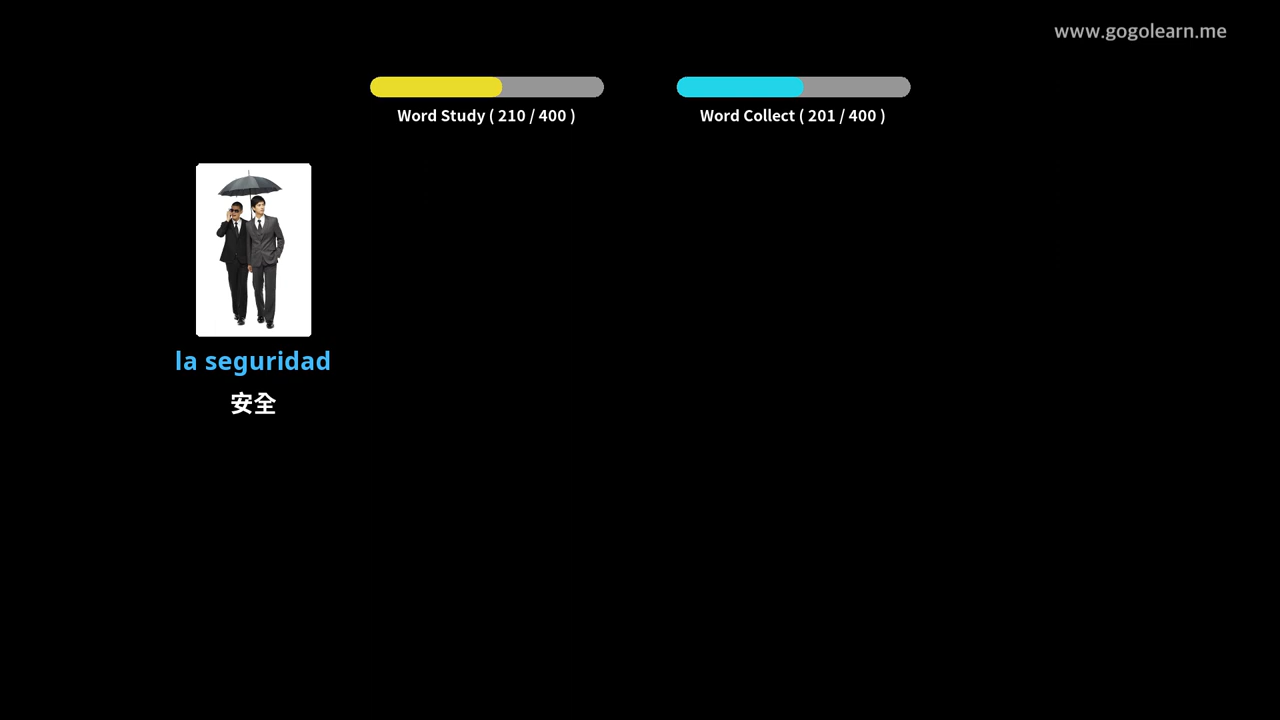 www.gogolearn.me
Word Study ( 210 / 400 )
Word Collect ( 201 / 400 )
la seguridad
安全